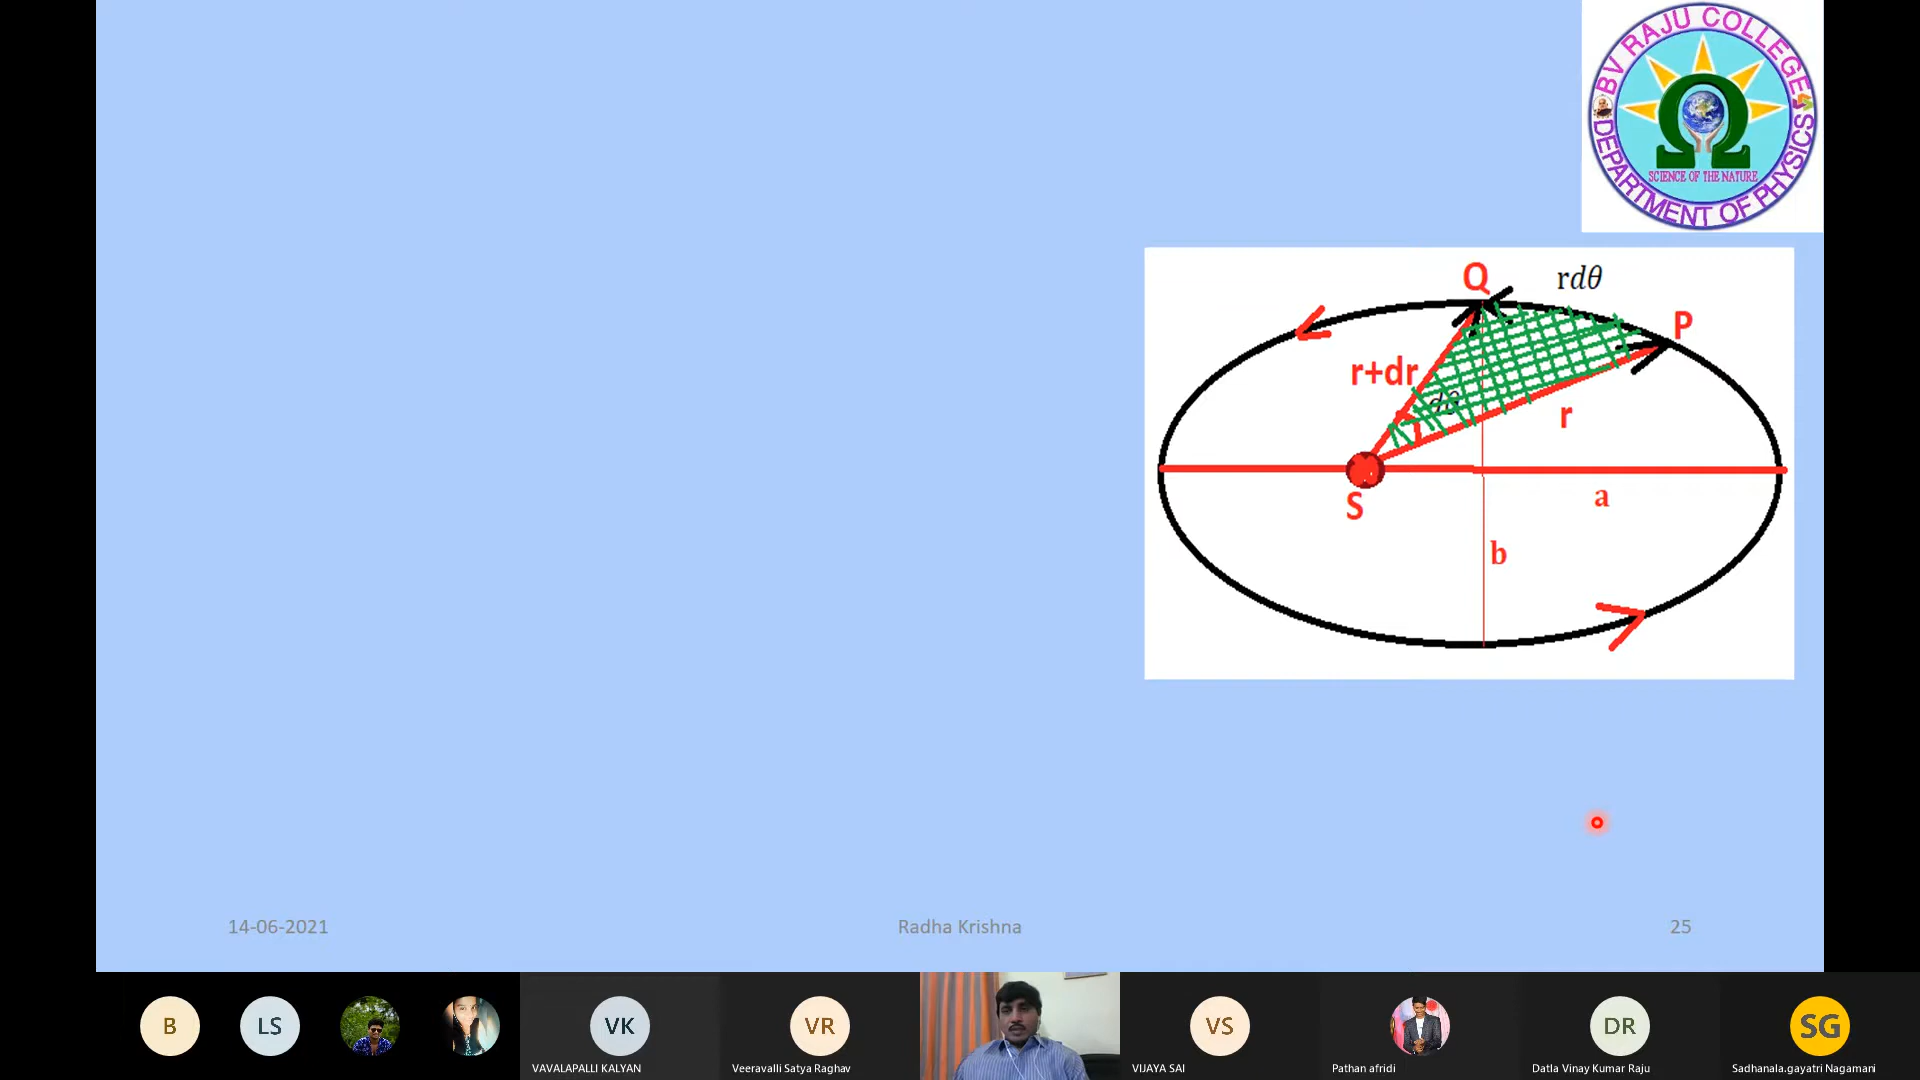 BV RAJU COLLEGE
SCIENCE OF THE NATURE
DEPARTMENT OF PHYSICS
Q
rdθ
P
r+dr
dθ
r
S
a
b
14-06-2021
Radha Krishna
25
B
LS
VK
VR
VS
DR
SG
VAVALAPALLI KALYAN
Veeravalli Satya Raghav
VIJAYA SAI
Pathan afridi
Datla Vinay Kumar Raju
Sadhanala.gayatri Nagamani